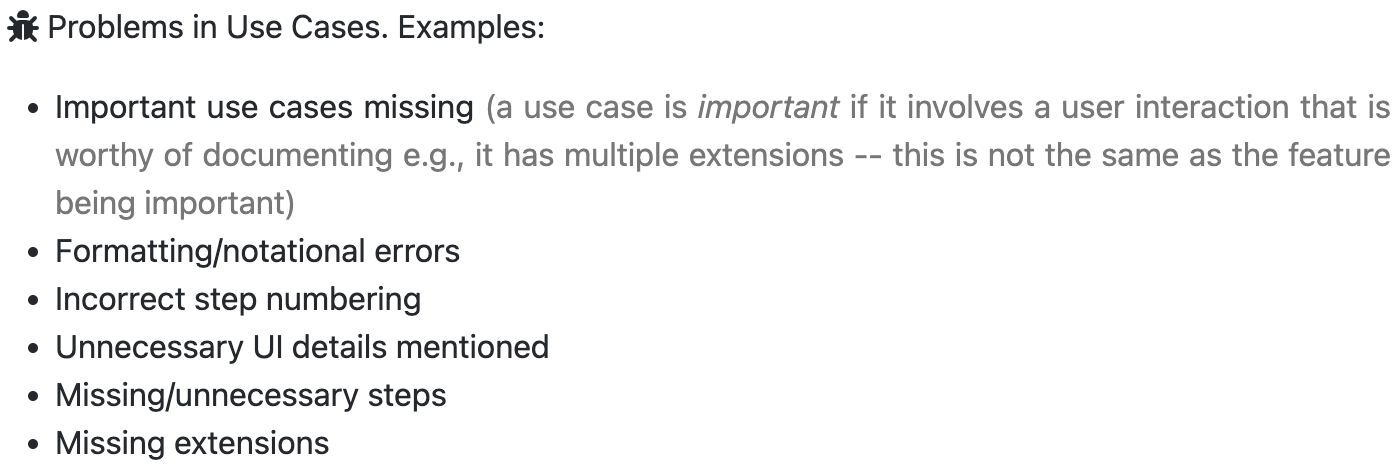 Problems in Use Cases. Examples:
• Important use cases missing (a use case is important if it involves a user interaction that is
worthy of documenting e.g., it has multiple extensions -- this is not the same as the feature
being important)
• Formatting/notational errors
• Incorrect step numbering
• Unnecessary UI details mentioned
• Missing/unnecessary steps
• Missing extensions